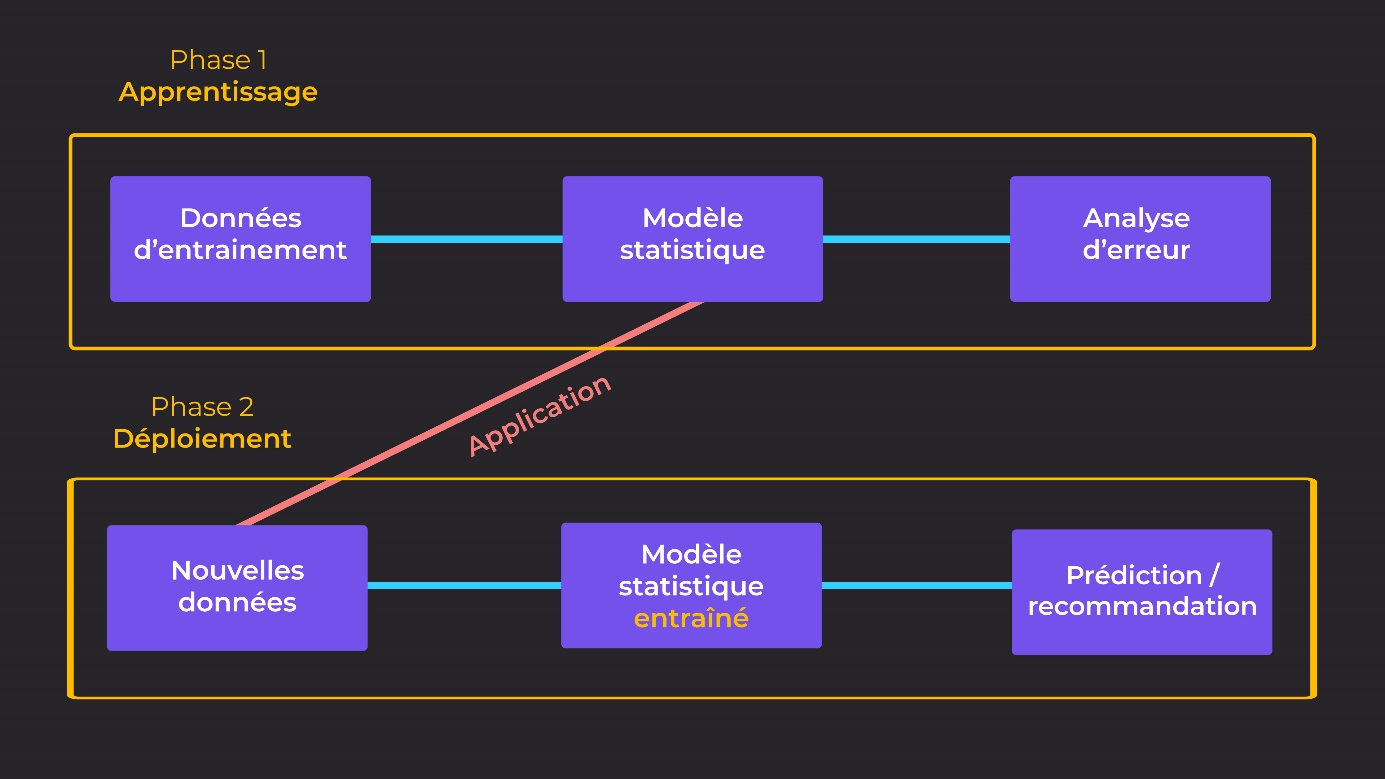 Phase 1
Apprentissage
Données
d’entrainement
Modèle
statistique
Analyse
d’erreur
Application
Phase 2
Déploiement
Nouvelles
données
Modèle
statistique
entraîné
Prédiction /
recommandation